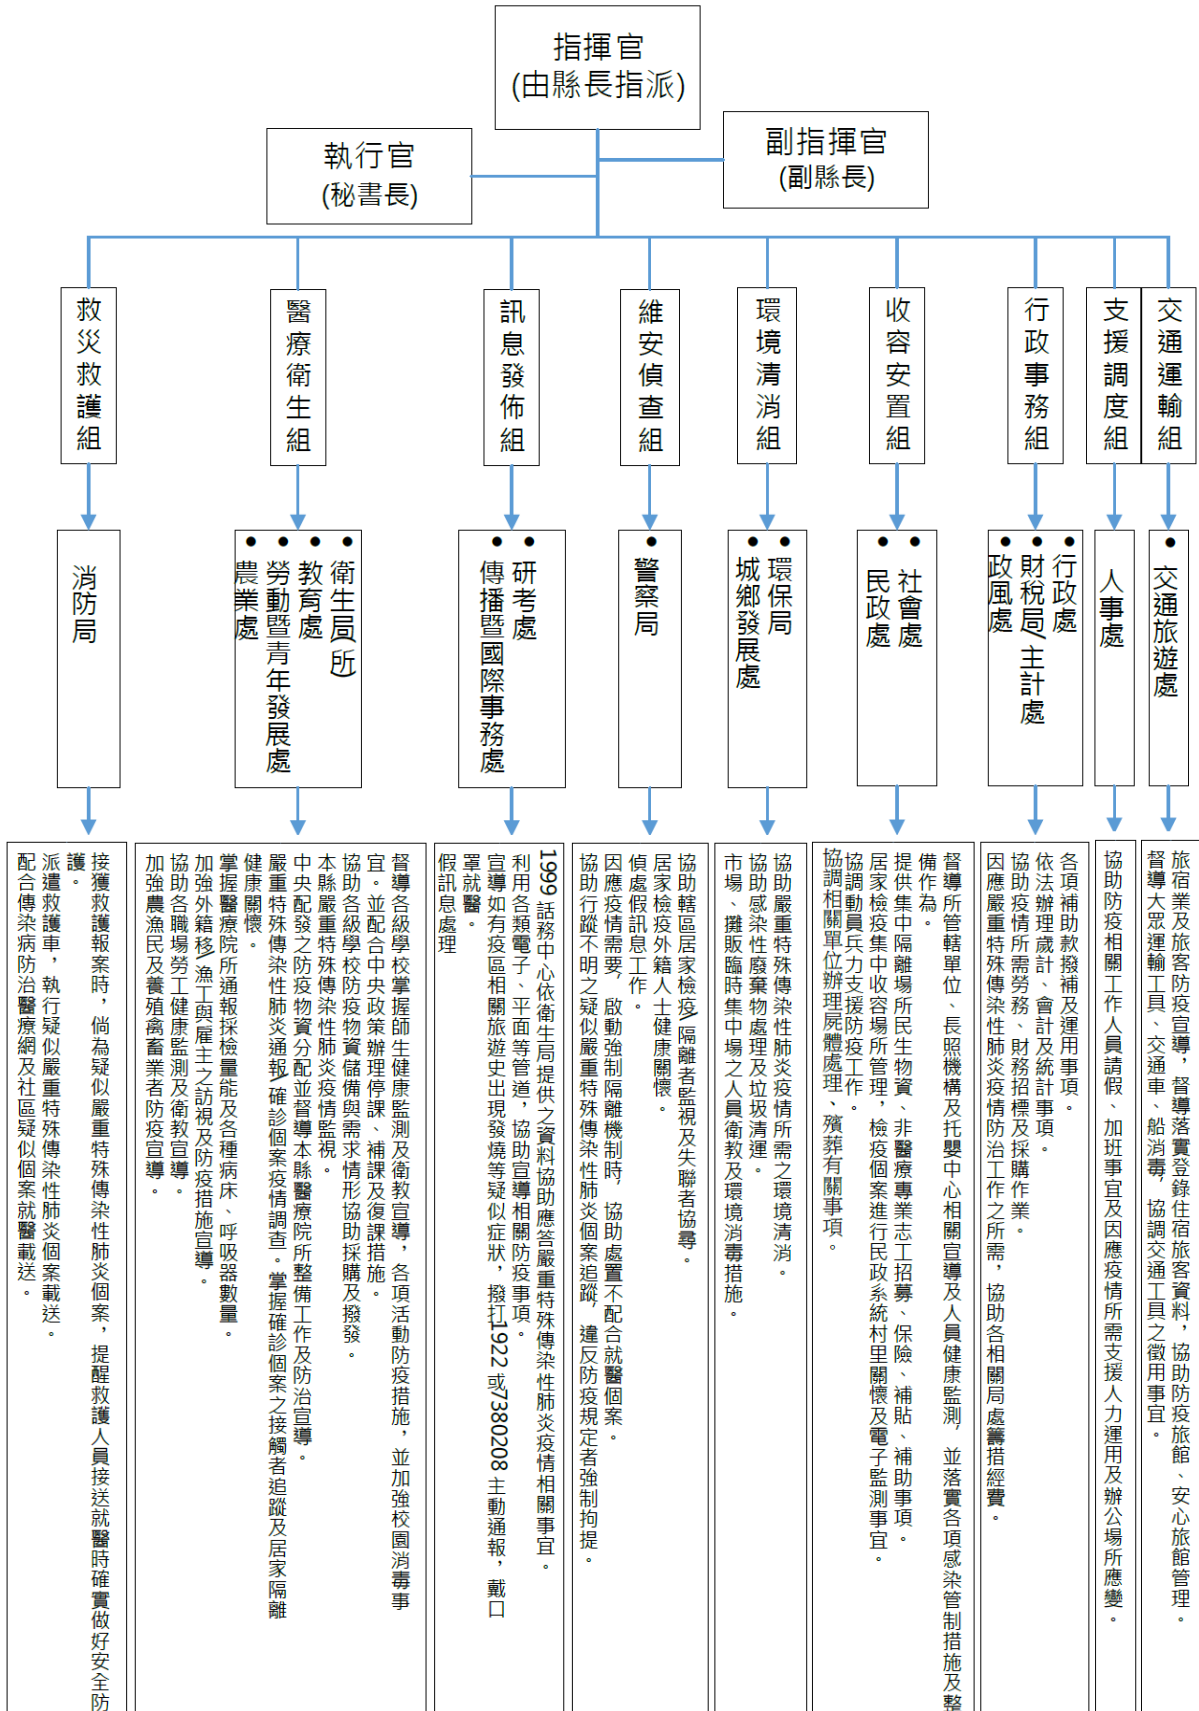 指揮官
(由縣長指派)
副指揮官
(副縣長)
執行官
(秘書長)
交通運輸組
支援調度組
行政事務組
收容安置組
環境清消組
維安偵查組
訊息發佈組
醫療衛生組
救災救護組
• 交通旅遊處
人事處
• 行政處
• 財稅局/主計處
• 政風處
• 社會處
• 民政處
• 環保局
• 城鄉發展處
• 警察局
• 研考處
• 傳播暨國際事務處
• 衛生局(所)
• 教育處
• 勞動暨青年發展處
• 農業處
消防局
旅宿業及旅客防疫宣導，督導落實登錄住宿旅客資料，協助防疫旅館、安心旅館管理。
督導大眾運輸工具、交通車、船消毒，協調交通工具之徵用事宜。
協助防疫相關工作人員請假、加班事宜及因應疫情所需支援人力運用及辦公場所應變。
各項補助款撥補及運用事項。
依法辦理歲計、會計及統計事項。
協助疫情所需勞務、財務招標及採購作業。
因應嚴重特殊傳染性肺炎疫情防治工作之所需，協助各相關局處籌措經費。
督導所管轄單位、長照機構及托嬰中心相關宣導及人員健康監測，並落實各項感染管制措施及整
備作為。
提供集中隔離場所民生物資、非醫療專業志工招募、保險、補貼、補助事項。
居家檢疫集中收容場所管理，檢疫個案進行民政系統村里關懷及電子監測事宜。
協調動員兵力支援防疫工作。
協調相關單位辦理屍體處理、殯葬有關事項。
協助嚴重特殊傳染性肺炎疫情所需之環境清消。
協助感染性廢棄物處理及垃圾清運。
市場、攤販臨時集中場之人員衛教及環境消毒措施。
協助轄區居家檢疫/隔離者監視及失聯者協尋。
居家檢疫外籍人士健康關懷。
偵處假訊息工作。
因應疫情需要，啟動強制隔離機制時，協助處置不配合就醫個案。
協助行蹤不明之疑似嚴重特殊傳染性肺炎個案追蹤，違反防疫規定者強制拘提。
1999 話務中心依衛生局提供之資料協助應答嚴重特殊傳染性肺炎疫情相關事宜。
利用各類電子、平面等管道，協助宣導相關防疫事項。
宣導如有疫區相關旅遊史出現發燒等疑似症狀，撥打1922 或7380208 主動通報，戴口
罩就醫。
假訊息處理
督導各級學校掌握師生健康監測及衛教宣導，各項活動防疫措施，並加強校園消毒事
宜。並配合中央政策辦理停課、補課及復課措施。
協助各級學校防疫物資儲備與需求情形協助採購及撥發。
本縣嚴重特殊傳染性肺炎疫情監視。
中央配發之防疫物資分配並督導本縣醫療院所整備工作及防治宣導。
嚴重特殊傳染性肺炎通報/確診個案疫情調查。掌握確診個案之接觸者追蹤及居家隔離
健康關懷。
掌握醫療院所通報採檢量能及各種病床、呼吸器數量。
加強外籍移/漁工與雇主之訪視及防疫措施宣導。
協助各職場勞工健康監測及衛教宣導。
加強農漁民及養殖禽畜業者防疫宣導。
接獲救護報案時，倘為疑似嚴重特殊傳染性肺炎個案，提醒救護人員接送就醫時確實做好安全防
護。
派遣救護車，執行疑似嚴重特殊傳染性肺炎個案載送。
配合傳染病防治醫療網及社區疑似個案就醫載送。